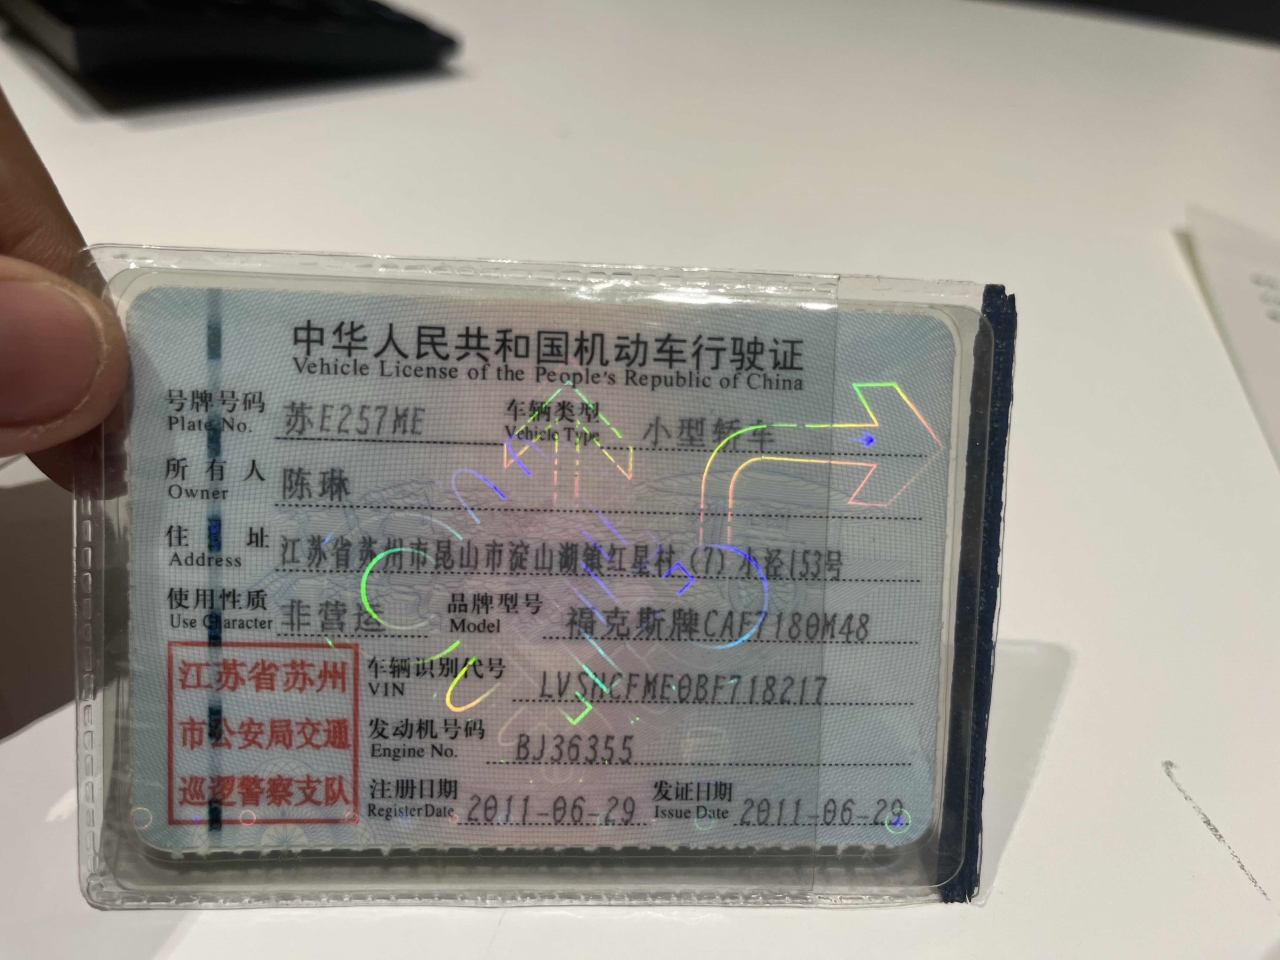 中华人民共和国机动车行驶证
Vehicle License of the People's Republic of China
号牌号码 苏E257ME 车辆类型 小型轿车
Plate No. Vehicle Type
所有人 陈琳
Owner
住址 江苏省苏州市昆山市淀山湖镇红星村(7)小泾153号
Address
使用性质 非营运 品牌型号 福克斯牌CAF7180M48
Use Character Model
江苏省苏州 车辆识别代号 LVSHCFME0BF718217
VIN
市公安局交通 发动机号码 BJ36355
Engine No.
巡逻警察支队 注册日期 2011-06-29 发证日期 2011-06-29
Register Date Issue Date